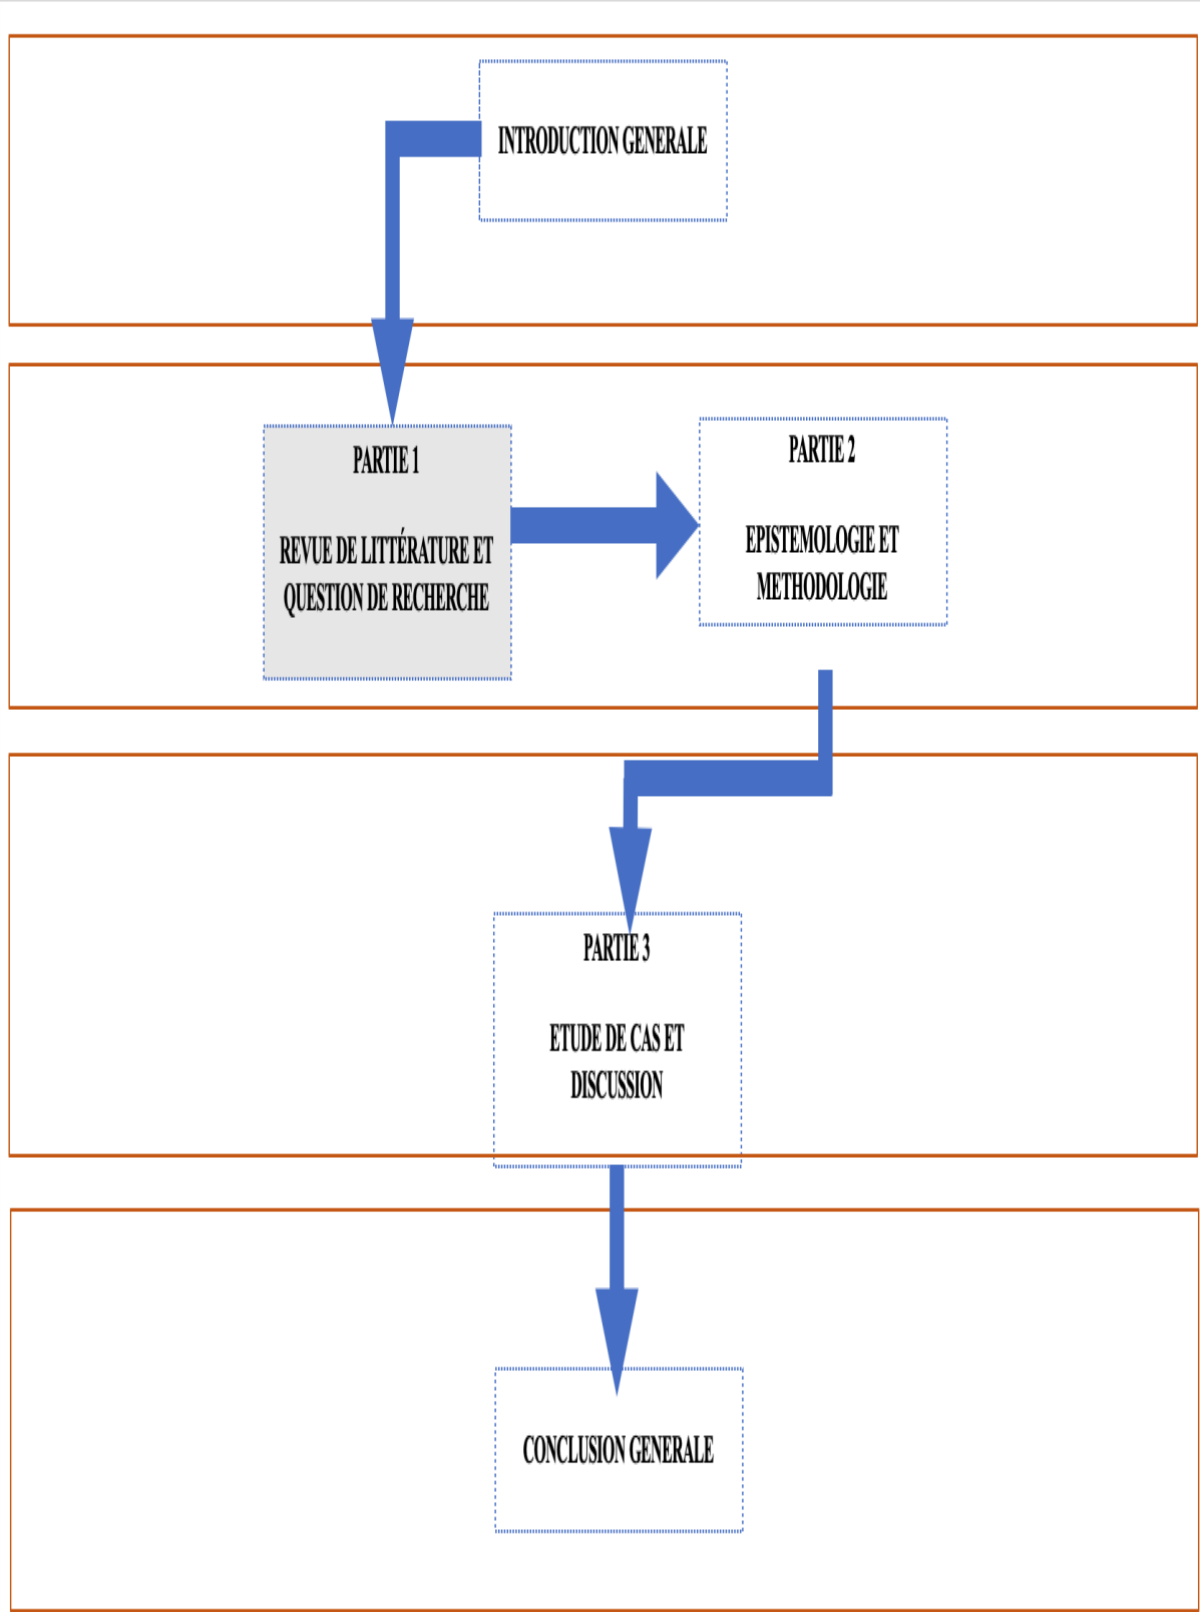 INTRODUCTION GENERALE
PARTIE 1
REVUE DE LITTÉRATURE ET
QUESTION DE RECHERCHE
PARTIE 2
EPISTEMOLOGIE ET
METHODOLOGIE
PARTIE 3
ETUDE DE CAS ET
DISCUSSION
CONCLUSION GENERALE